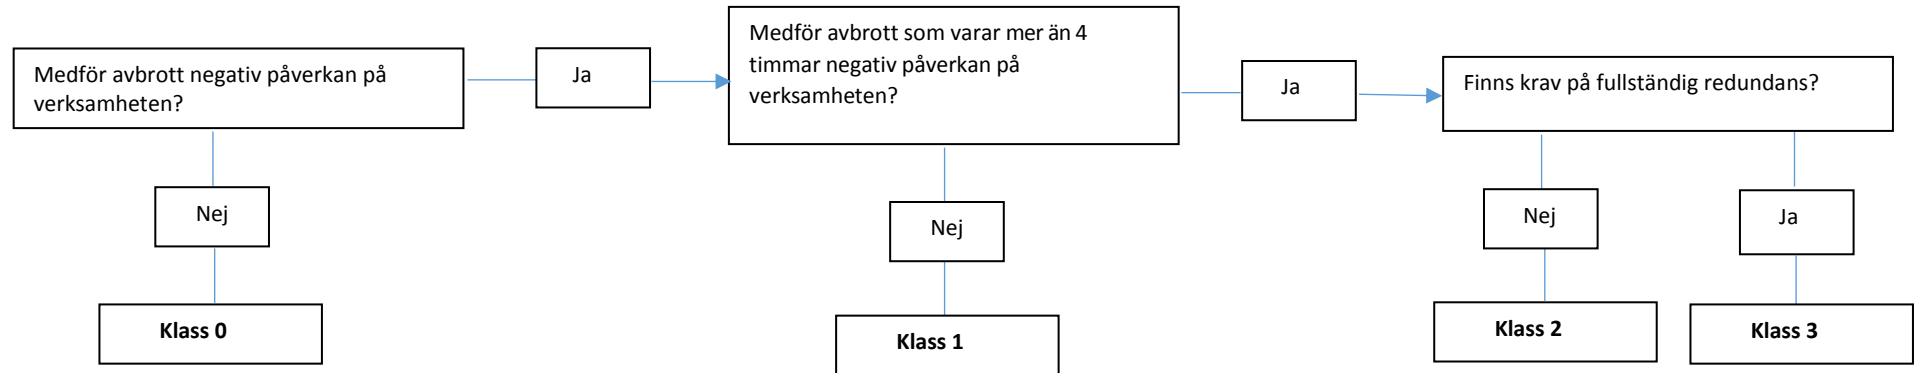 Medför avbrott negativ påverkan på
verksamheten?
Ja
Medför avbrott som varar mer än 4
timmar negativ påverkan på
verksamheten?
Ja
Finns krav på fullständig redundans?
Nej
Nej
Nej
Ja
Klass 0
Klass 1
Klass 2
Klass 3